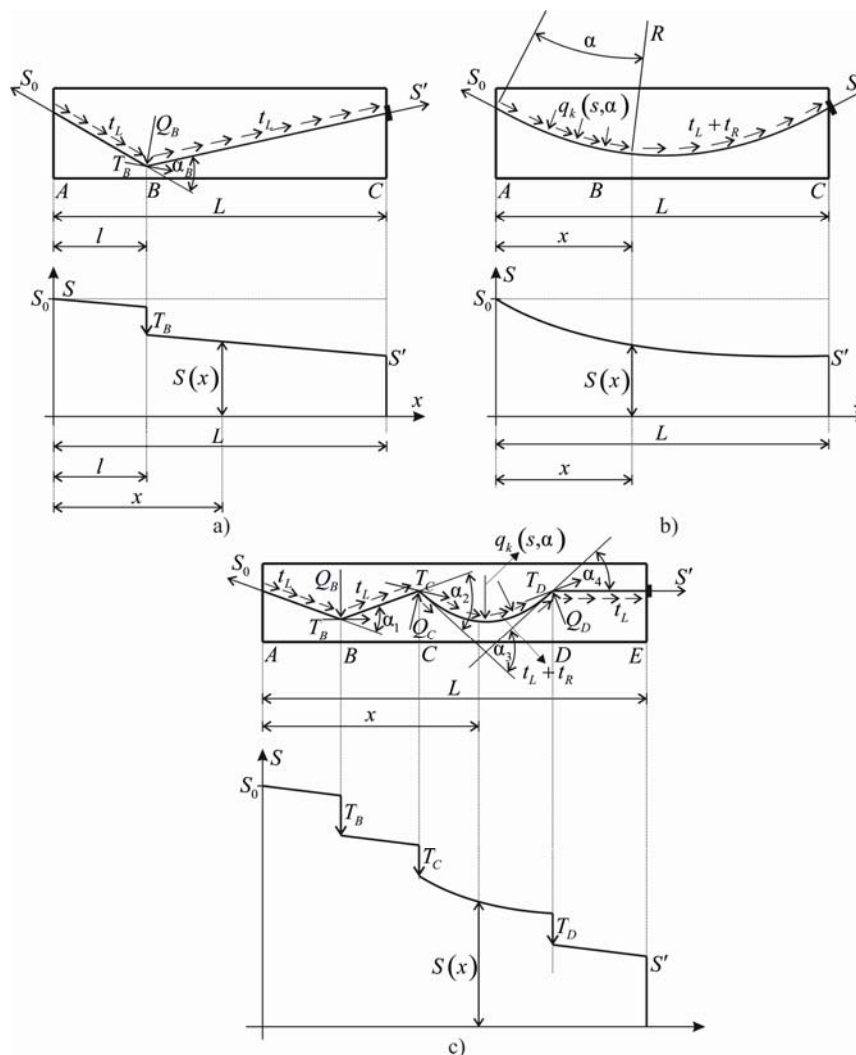 S₀ t_L Q_B t_L S′
T_B α_B
A B C
L
l
S
S₀ T_B
S(x) S′
x
L
l
x
a)
α R
q_k(s,α) t_L + t_R
A B C
L
x
S
S₀
S(x)
L
x
b)
q_k(s,α)
S₀ t_L Q_B t_L T_C α₂ T_D α₄ S′
T_B α₁ Q_C Q_D t_L
A B C α₃ D E
t_L + t_R
L
x
S
S₀
T_B
T_C
T_D
S(x) S′
c)